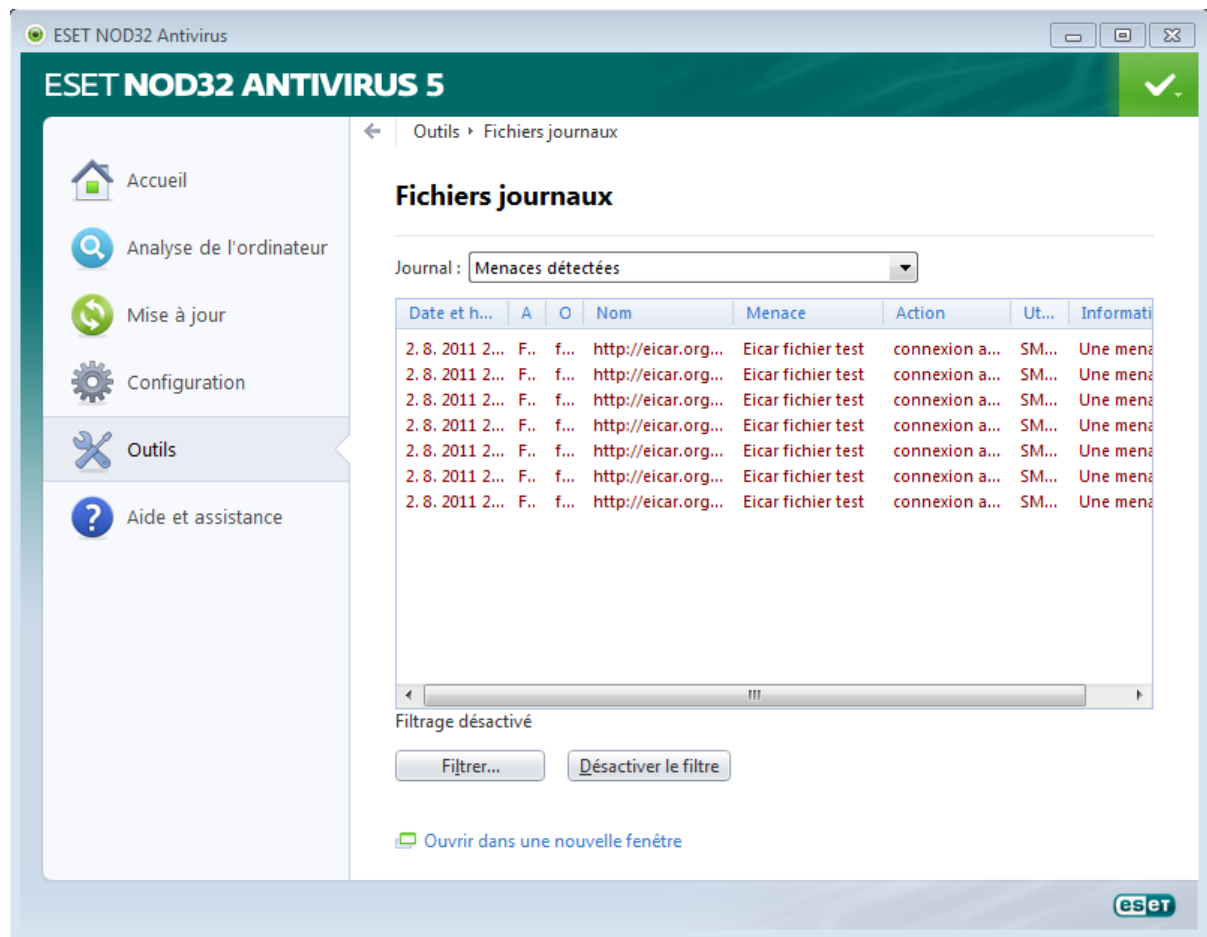 ESET NOD32 Antivirus
ESET NOD32 ANTIVIRUS 5
Outils ▸ Fichiers journaux
Accueil
Analyse de l'ordinateur
Mise à jour
Configuration
Outils
Aide et assistance
Fichiers journaux
Journal : Menaces détectées
Date et h... A O Nom Menace Action Ut... Informati
2. 8. 2011 2... F.. f... http://eicar.org... Eicar fichier test connexion a... SM... Une mena
2. 8. 2011 2... F.. f... http://eicar.org... Eicar fichier test connexion a... SM... Une mena
2. 8. 2011 2... F.. f... http://eicar.org... Eicar fichier test connexion a... SM... Une mena
2. 8. 2011 2... F.. f... http://eicar.org... Eicar fichier test connexion a... SM... Une mena
2. 8. 2011 2... F.. f... http://eicar.org... Eicar fichier test connexion a... SM... Une mena
2. 8. 2011 2... F.. f... http://eicar.org... Eicar fichier test connexion a... SM... Une mena
2. 8. 2011 2... F.. f... http://eicar.org... Eicar fichier test connexion a... SM... Une mena
Filtrage désactivé
Filtrer... Désactiver le filtre
Ouvrir dans une nouvelle fenêtre
eset